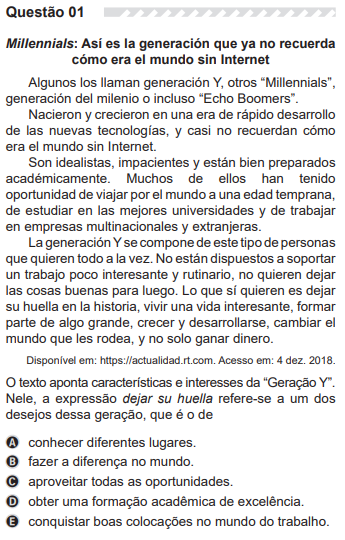 Questão 01
Millennials: Así es la generación que ya no recuerda
cómo era el mundo sin Internet
Algunos los llaman generación Y, otros “Millennials”,
generación del milenio o incluso “Echo Boomers”.
Nacieron y crecieron en una era de rápido desarrollo
de las nuevas tecnologías, y casi no recuerdan cómo
era el mundo sin Internet.
Son idealistas, impacientes y están bien preparados
académicamente. Muchos de ellos han tenido
oportunidad de viajar por el mundo a una edad temprana,
de estudiar en las mejores universidades y de trabajar
en empresas multinacionales y extranjeras.
La generación Y se compone de este tipo de personas
que quieren todo a la vez. No están dispuestos a soportar
un trabajo poco interesante y rutinario, no quieren dejar
las cosas buenas para luego. Lo que sí quieren es dejar
su huella en la historia, vivir una vida interesante, formar
parte de algo grande, crecer y desarrollarse, cambiar el
mundo que les rodea, y no solo ganar dinero.
Disponível em: https://actualidad.rt.com. Acesso em: 4 dez. 2018.
O texto aponta características e interesses da “Geração Y”.
Nele, a expressão dejar su huella refere-se a um dos
desejos dessa geração, que é o de
A conhecer diferentes lugares.
B fazer a diferença no mundo.
C aproveitar todas as oportunidades.
D obter uma formação acadêmica de excelência.
E conquistar boas colocações no mundo do trabalho.